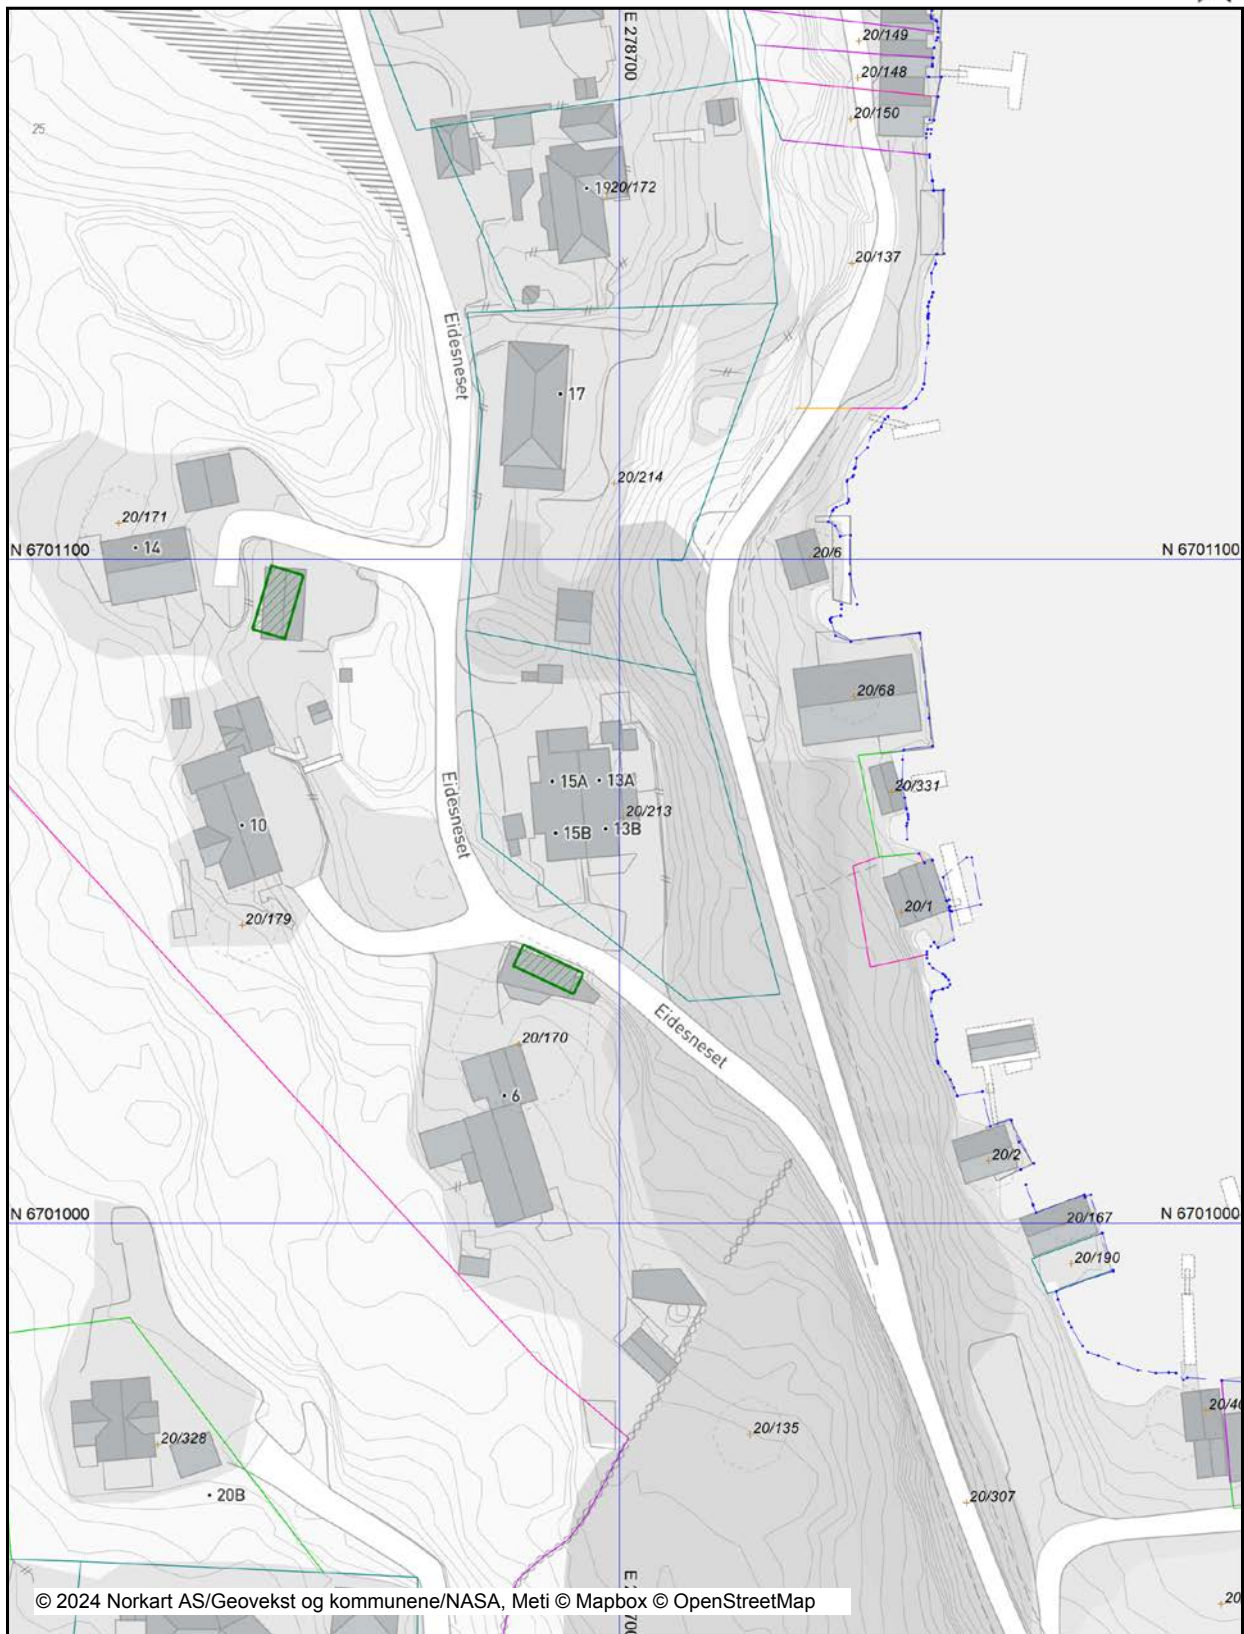 E 278700
20/149
20/148
20/150
25
19
20/172
20/137
Eidesneset
17
20/214
20/171
14
N 6701100
20/6
N 6701100
20/68
20/331
Eidesneset
15A
13A
10
20/213
15B
13B
20/1
20/179
20/170
Eidesneset
6
20/2
N 6701000
20/167
N 6701000
20/190
20/328
20/135
20B
20/307
© 2024 Norkart AS/Geovekst og kommunene/NASA, Meti © Mapbox © OpenStreetMap